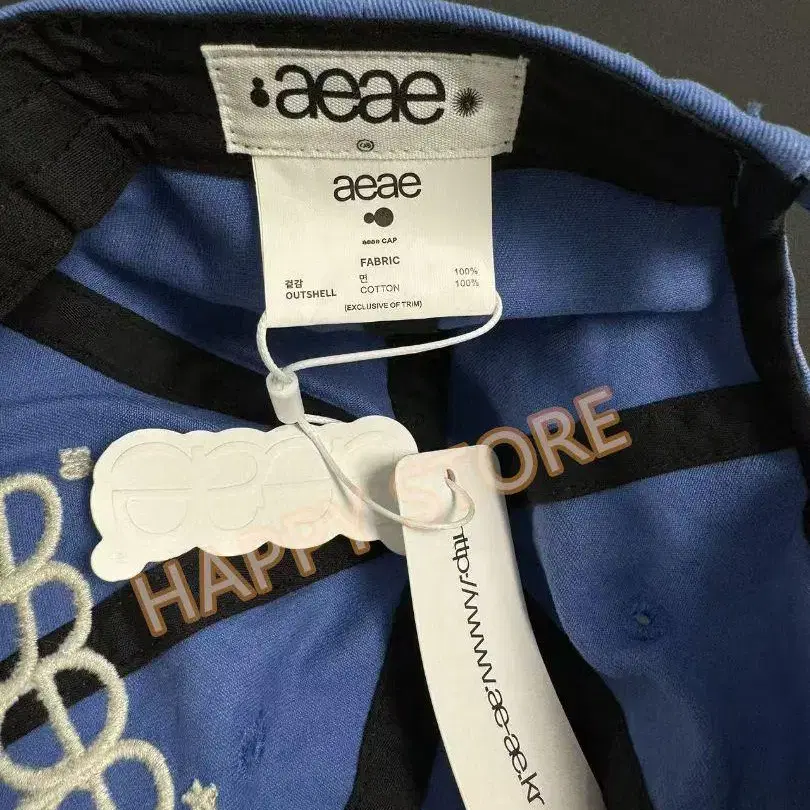 aeae
aeae
aeae CAP
FABRIC
겉감 면 100%
OUTSHELL COTTON 100%
(EXCLUSIVE OF TRIM)
aeae
HAPPY STORE
http://www.ae-ae.kr